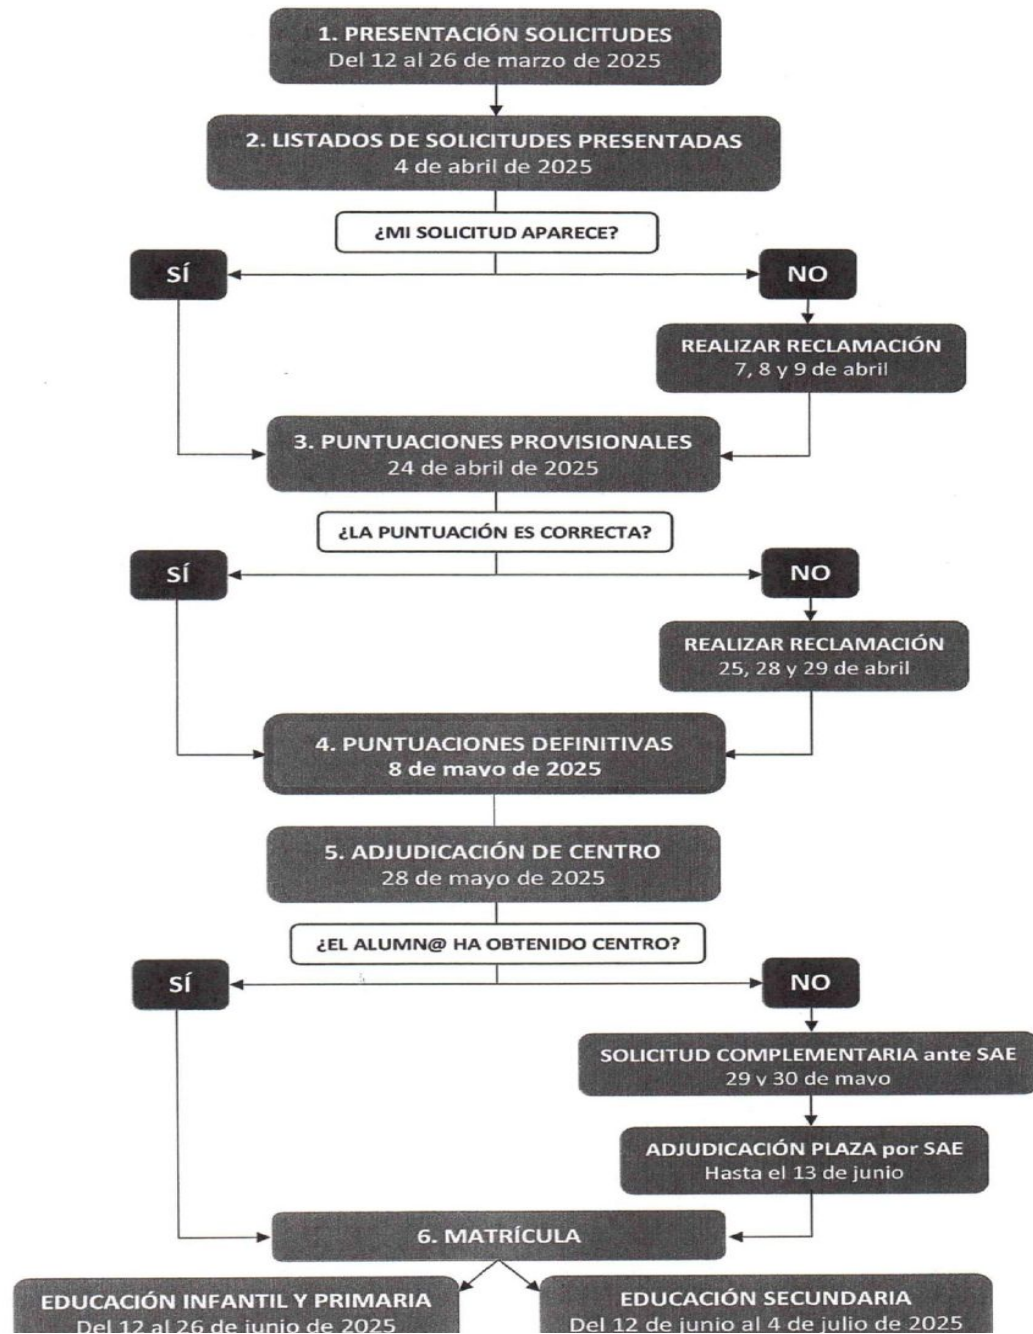 1. PRESENTACIÓN SOLICITUDES
Del 12 al 26 de marzo de 2025
2. LISTADOS DE SOLICITUDES PRESENTADAS
4 de abril de 2025
¿MI SOLICITUD APARECE?
SÍ
NO
REALIZAR RECLAMACIÓN
7, 8 y 9 de abril
3. PUNTUACIONES PROVISIONALES
24 de abril de 2025
¿LA PUNTUACIÓN ES CORRECTA?
SÍ
NO
REALIZAR RECLAMACIÓN
25, 28 y 29 de abril
4. PUNTUACIONES DEFINITIVAS
8 de mayo de 2025
5. ADJUDICACIÓN DE CENTRO
28 de mayo de 2025
¿EL ALUMN@ HA OBTENIDO CENTRO?
SÍ
NO
SOLICITUD COMPLEMENTARIA ante SAE
29 y 30 de mayo
ADJUDICACIÓN PLAZA por SAE
Hasta el 13 de junio
6. MATRÍCULA
EDUCACIÓN INFANTIL Y PRIMARIA
Del 12 al 26 de junio de 2025
EDUCACIÓN SECUNDARIA
Del 12 de junio al 4 de julio de 2025